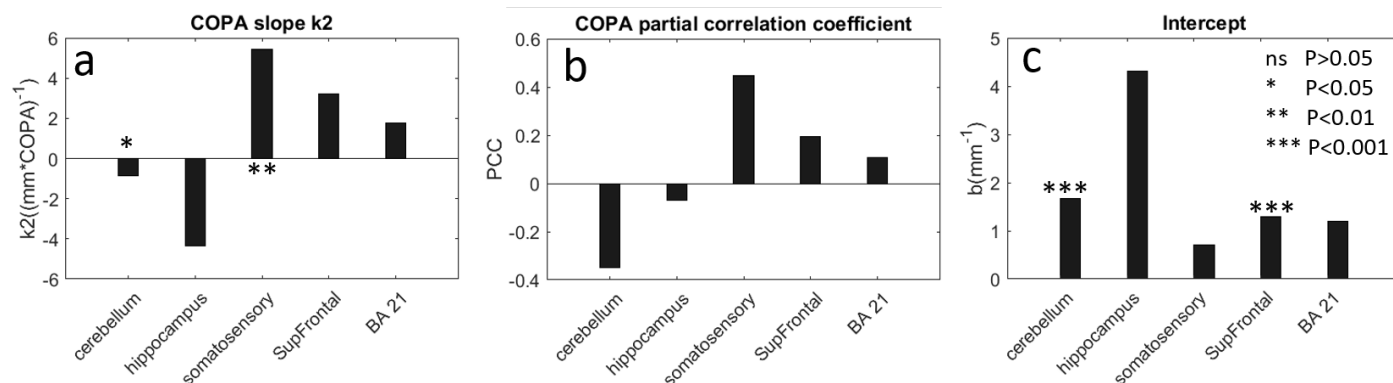 COPA slope k2
a
k2((mm*COPA)⁻¹)
6
4
2
0
-2
-4
-6
*
**
cerebellum
hippocampus
somatosensory
SupFrontal
BA 21
COPA partial correlation coefficient
b
PCC
0.6
0.4
0.2
0
-0.2
-0.4
cerebellum
hippocampus
somatosensory
SupFrontal
BA 21
Intercept
c
b(mm⁻¹)
5
4
3
2
1
0
ns P>0.05
* P<0.05
** P<0.01
*** P<0.001
***
***
cerebellum
hippocampus
somatosensory
SupFrontal
BA 21